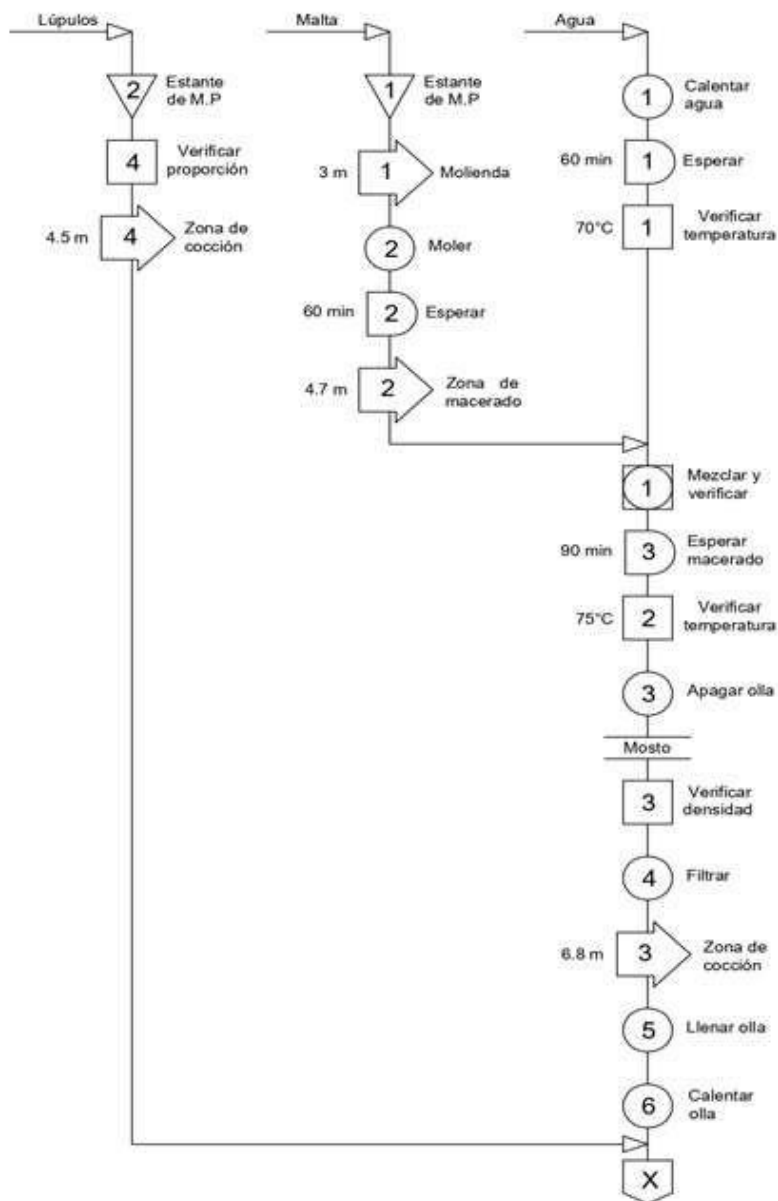 Lúpulos
2
Estante
de M.P
4
Verificar
proporción
4.5 m
4
Zona de
cocción
Malta
1
Estante
de M.P
3 m
1
Molienda
2
Moler
60 min
2
Esperar
4.7 m
2
Zona de
macerado
Agua
1
Calentar
agua
60 min
1
Esperar
70°C
1
Verificar
temperatura
1
Mezclar y
verificar
90 min
3
Esperar
macerado
75°C
2
Verificar
temperatura
3
Apagar olla
Mosto
3
Verificar
densidad
4
Filtrar
6.8 m
3
Zona de
cocción
5
Llenar olla
6
Calentar
olla
X